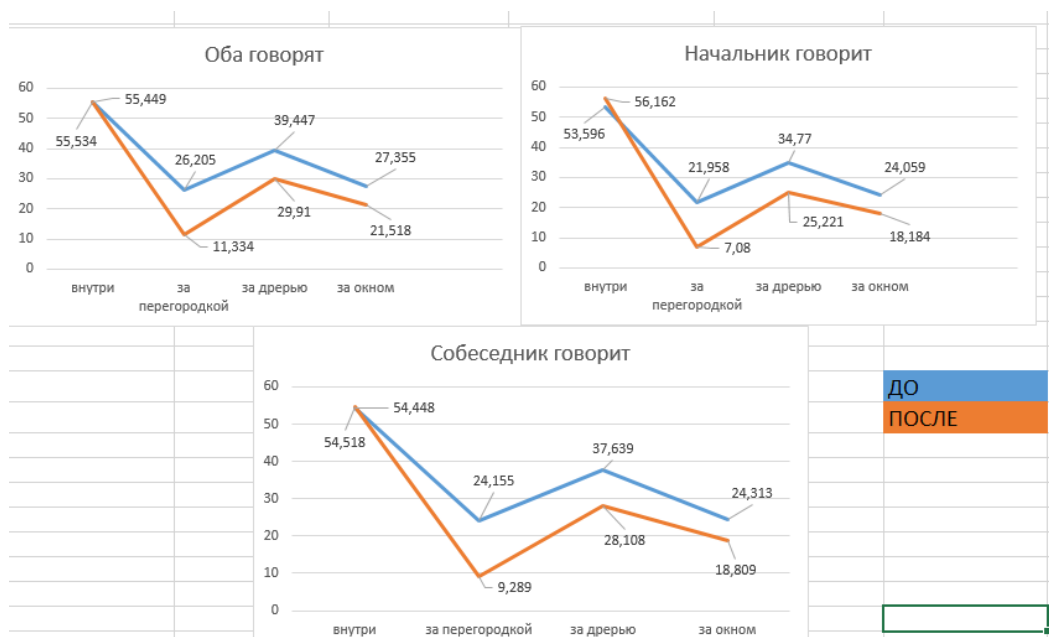 Оба говорят
60
50
40
30
20
10
0
55,449
55,534
26,205
39,447
27,355
11,334
29,91
21,518
внутри
за
перегородкой
за дрерью
за окном
Начальник говорит
60
50
40
30
20
10
0
56,162
53,596
21,958
34,77
24,059
7,08
25,221
18,184
внутри
за
перегородкой
за дрерью
за окном
Собеседник говорит
60
50
40
30
20
10
0
54,448
54,518
24,155
37,639
24,313
9,289
28,108
18,809
внутри
за перегородкой
за дрерью
за окном
ДО
ПОСЛЕ